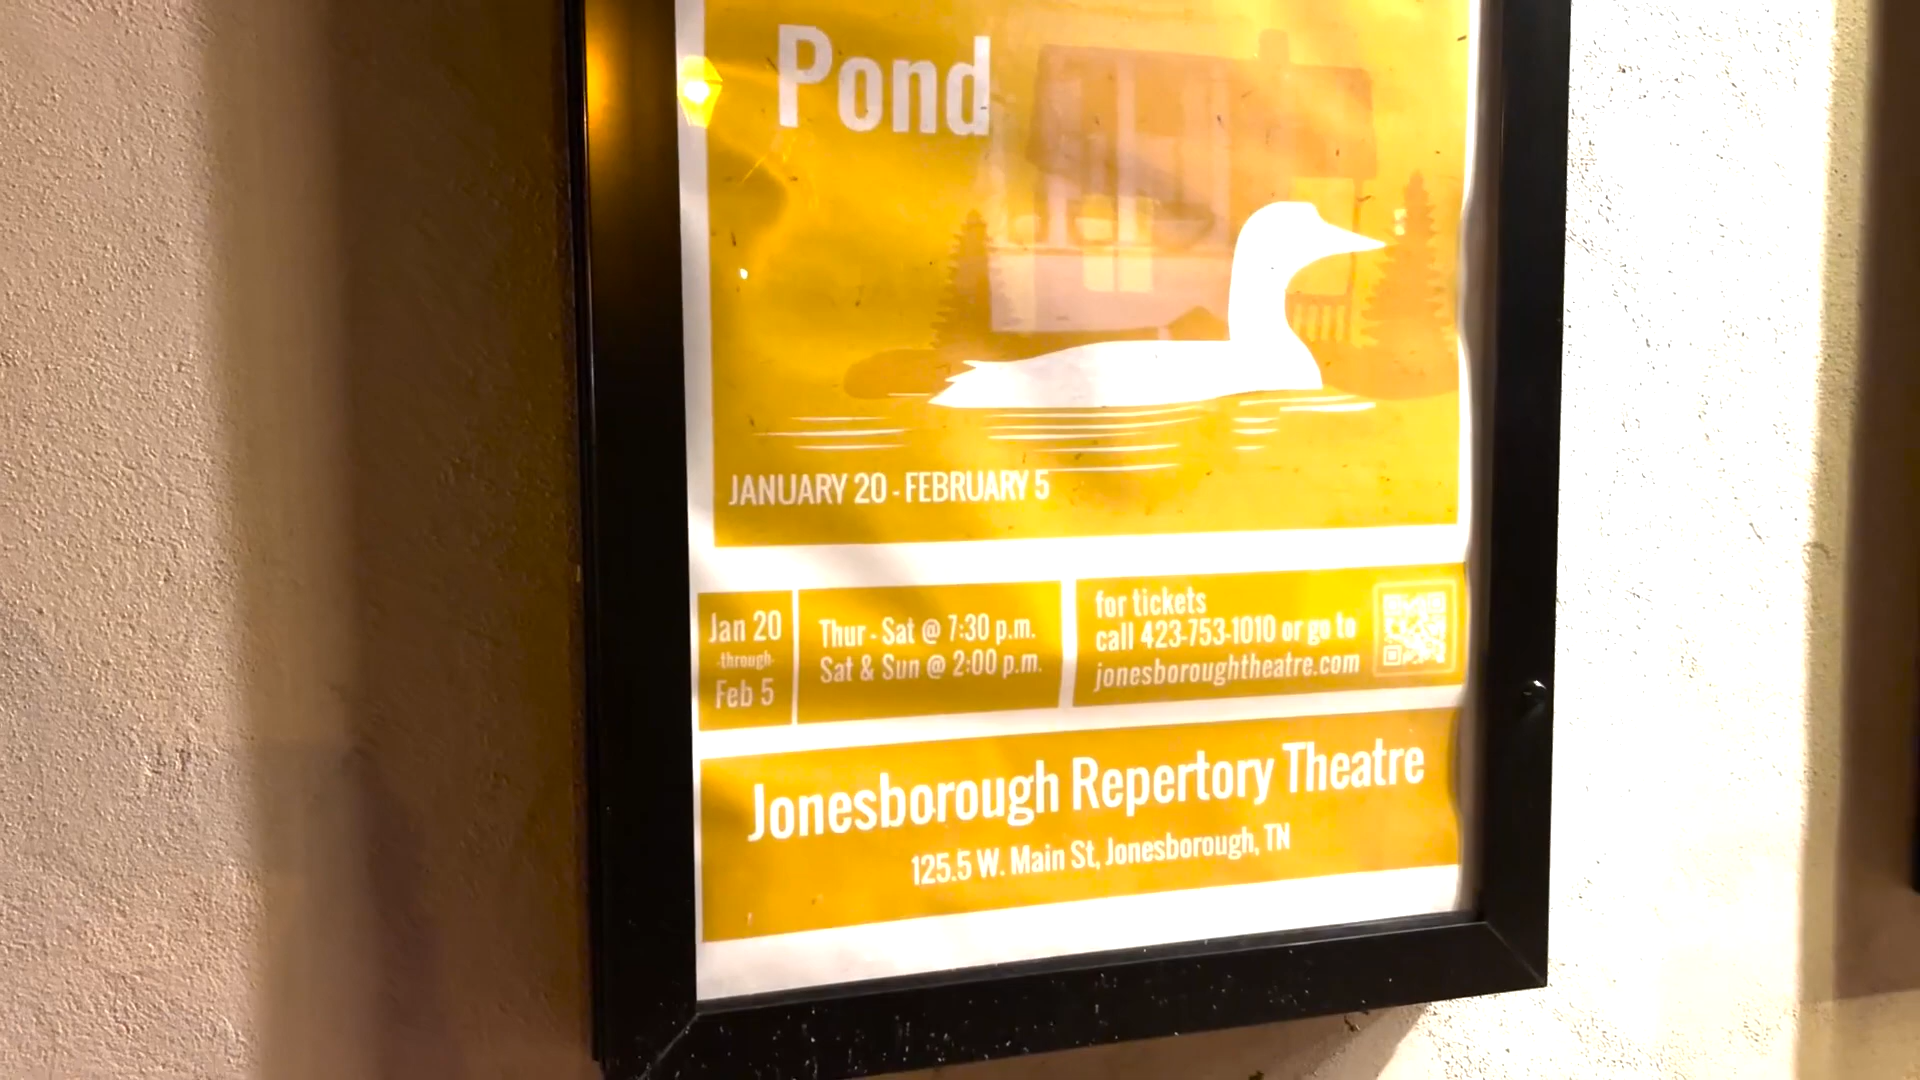 Pond
JANUARY 20 - FEBRUARY 5
Jan 20
-through-
Feb 5
Thur - Sat @ 7:30 p.m.
Sat & Sun @ 2:00 p.m.
for tickets
call 423-753-1010 or go to
jonesboroughtheatre.com
Jonesborough Repertory Theatre
125.5 W. Main St, Jonesborough, TN